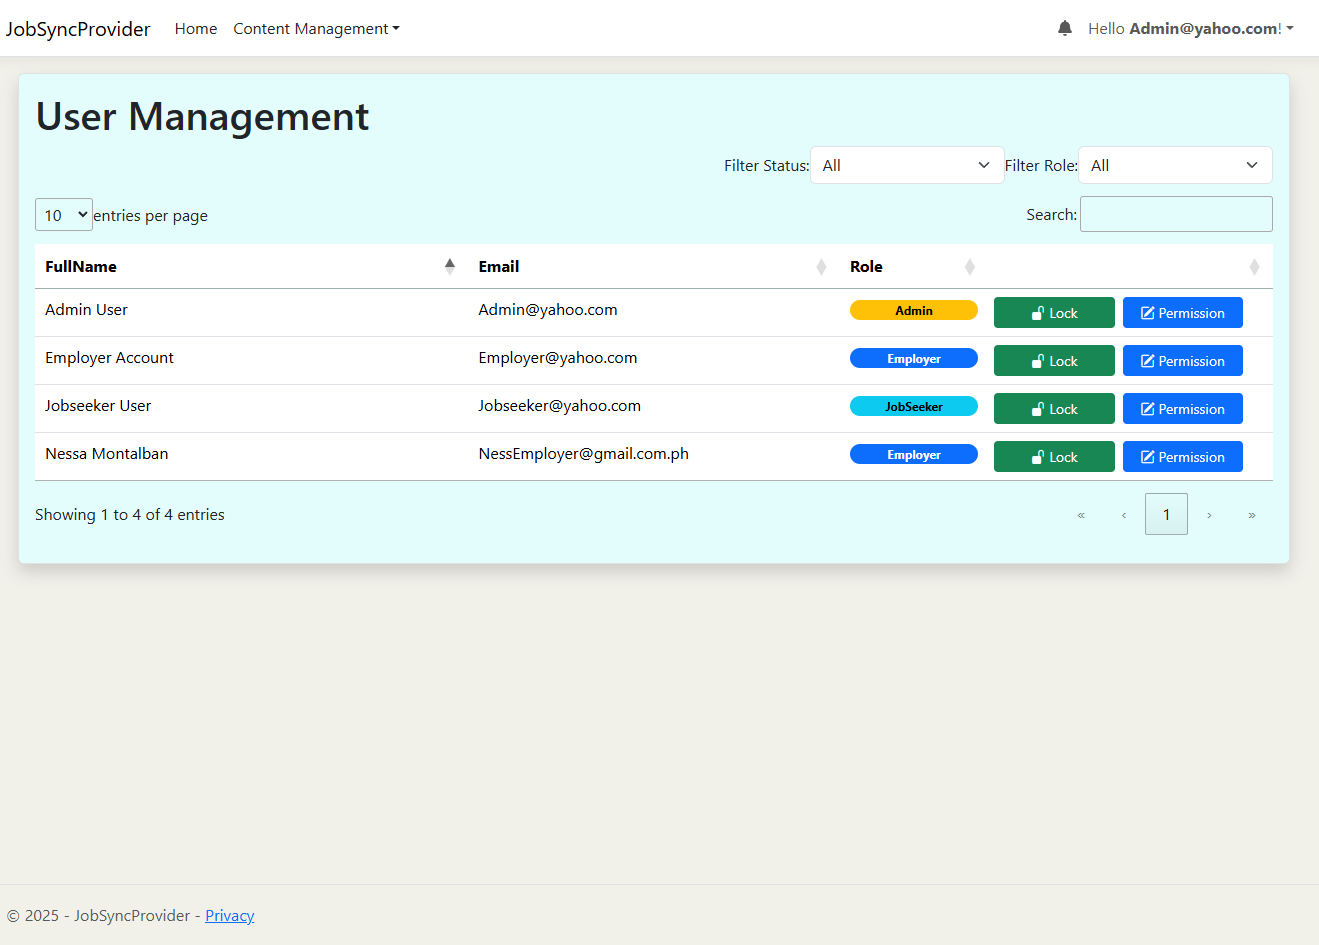 JobSyncProvider Home Content Management Hello Admin@yahoo.com!
User Management
Filter Status: All Filter Role: All
10 entries per page Search:
FullName Email Role
Admin User Admin@yahoo.com Admin Lock Permission
Employer Account Employer@yahoo.com Employer Lock Permission
Jobseeker User Jobseeker@yahoo.com JobSeeker Lock Permission
Nessa Montalban NessEmployer@gmail.com.ph Employer Lock Permission
Showing 1 to 4 of 4 entries « ‹ 1 › »
© 2025 - JobSyncProvider - Privacy